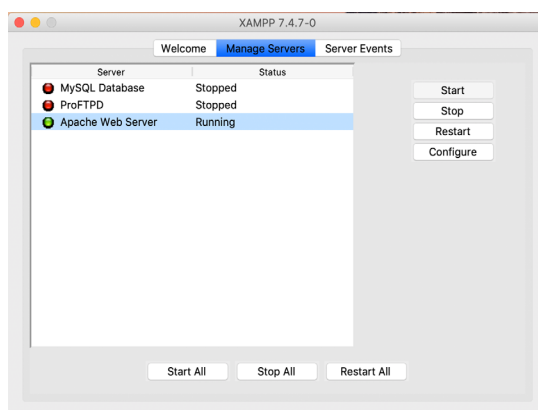 XAMPP 7.4.7-0
Welcome Manage Servers Server Events
Server Status
MySQL Database Stopped
ProFTPD Stopped
Apache Web Server Running
Start
Stop
Restart
Configure
Start All Stop All Restart All